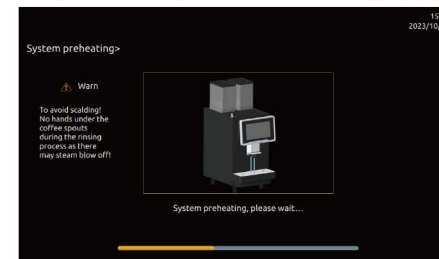 15
2023/10/
System preheating>
Warn
To avoid scalding!
No hands under the
coffee spouts
during the rinsing
process as there
may steam blow off!
System preheating, please wait...